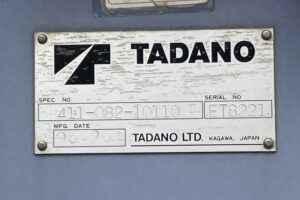 TADANO
SPEC NO. SERIAL NO.
411-082-10110 ET8221
MFG DATE
TADANO LTD. KAGAWA, JAPAN